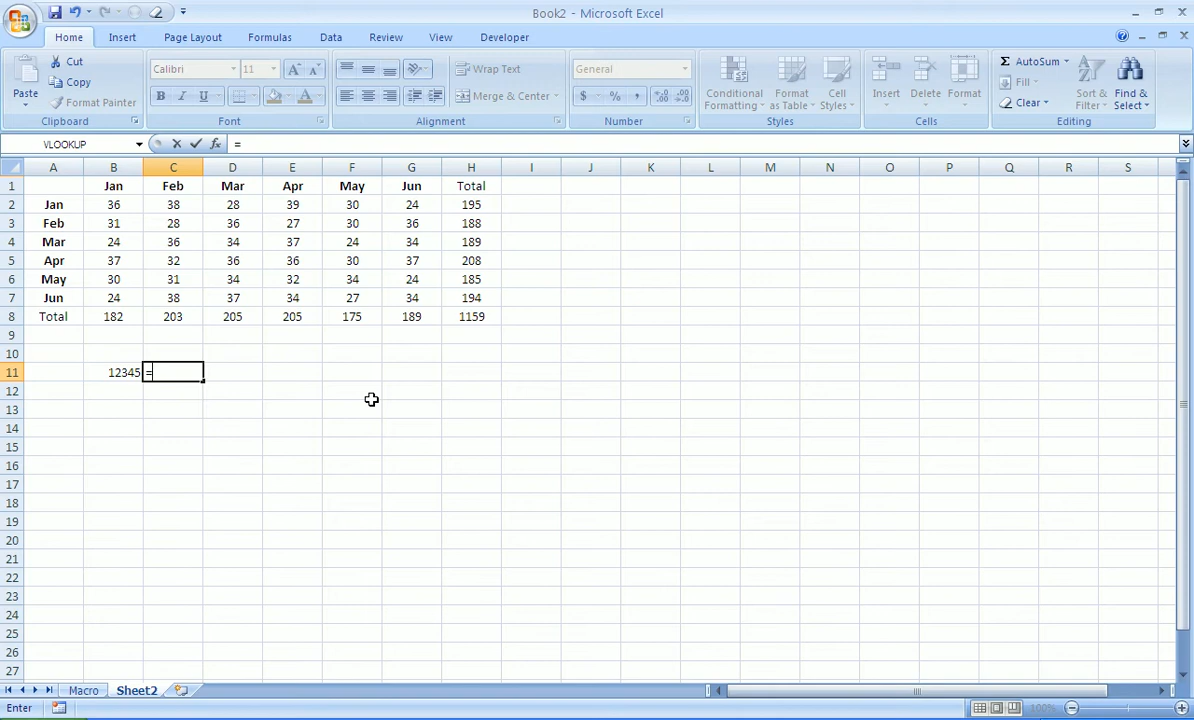 Book2 - Microsoft Excel
Home Insert Page Layout Formulas Data Review View Developer
Paste Cut Copy Format Painter Clipboard
Calibri 11 B I U Font
Wrap Text Merge & Center Alignment
General $ % , Number
Conditional Formatting Format as Table Cell Styles Styles
Insert Delete Format Cells
Σ AutoSum Fill Clear Sort & Filter Find & Select Editing
VLOOKUP fx =
A B C D E F G H I J K L M N O P Q R S
1 Jan Feb Mar Apr May Jun Total
2 Jan 36 38 28 39 30 24 195
3 Feb 31 28 36 27 30 36 188
4 Mar 24 36 34 37 24 34 189
5 Apr 37 32 36 36 30 37 208
6 May 30 31 34 32 34 24 185
7 Jun 24 38 37 34 27 34 194
8 Total 182 203 205 205 175 189 1159
9
10
11 12345 =
12
13
14
15
16
17
18
19
20
21
22
23
24
25
26
27
Macro Sheet2
Enter 100%